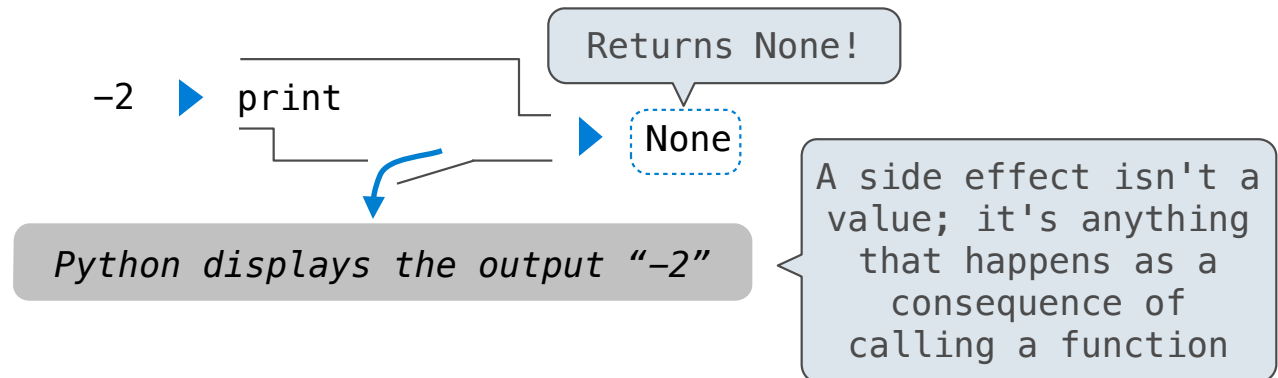 Returns None!
−2 print
None
A side effect isn't a
value; it's anything
that happens as a
consequence of
calling a function
Python displays the output “−2”